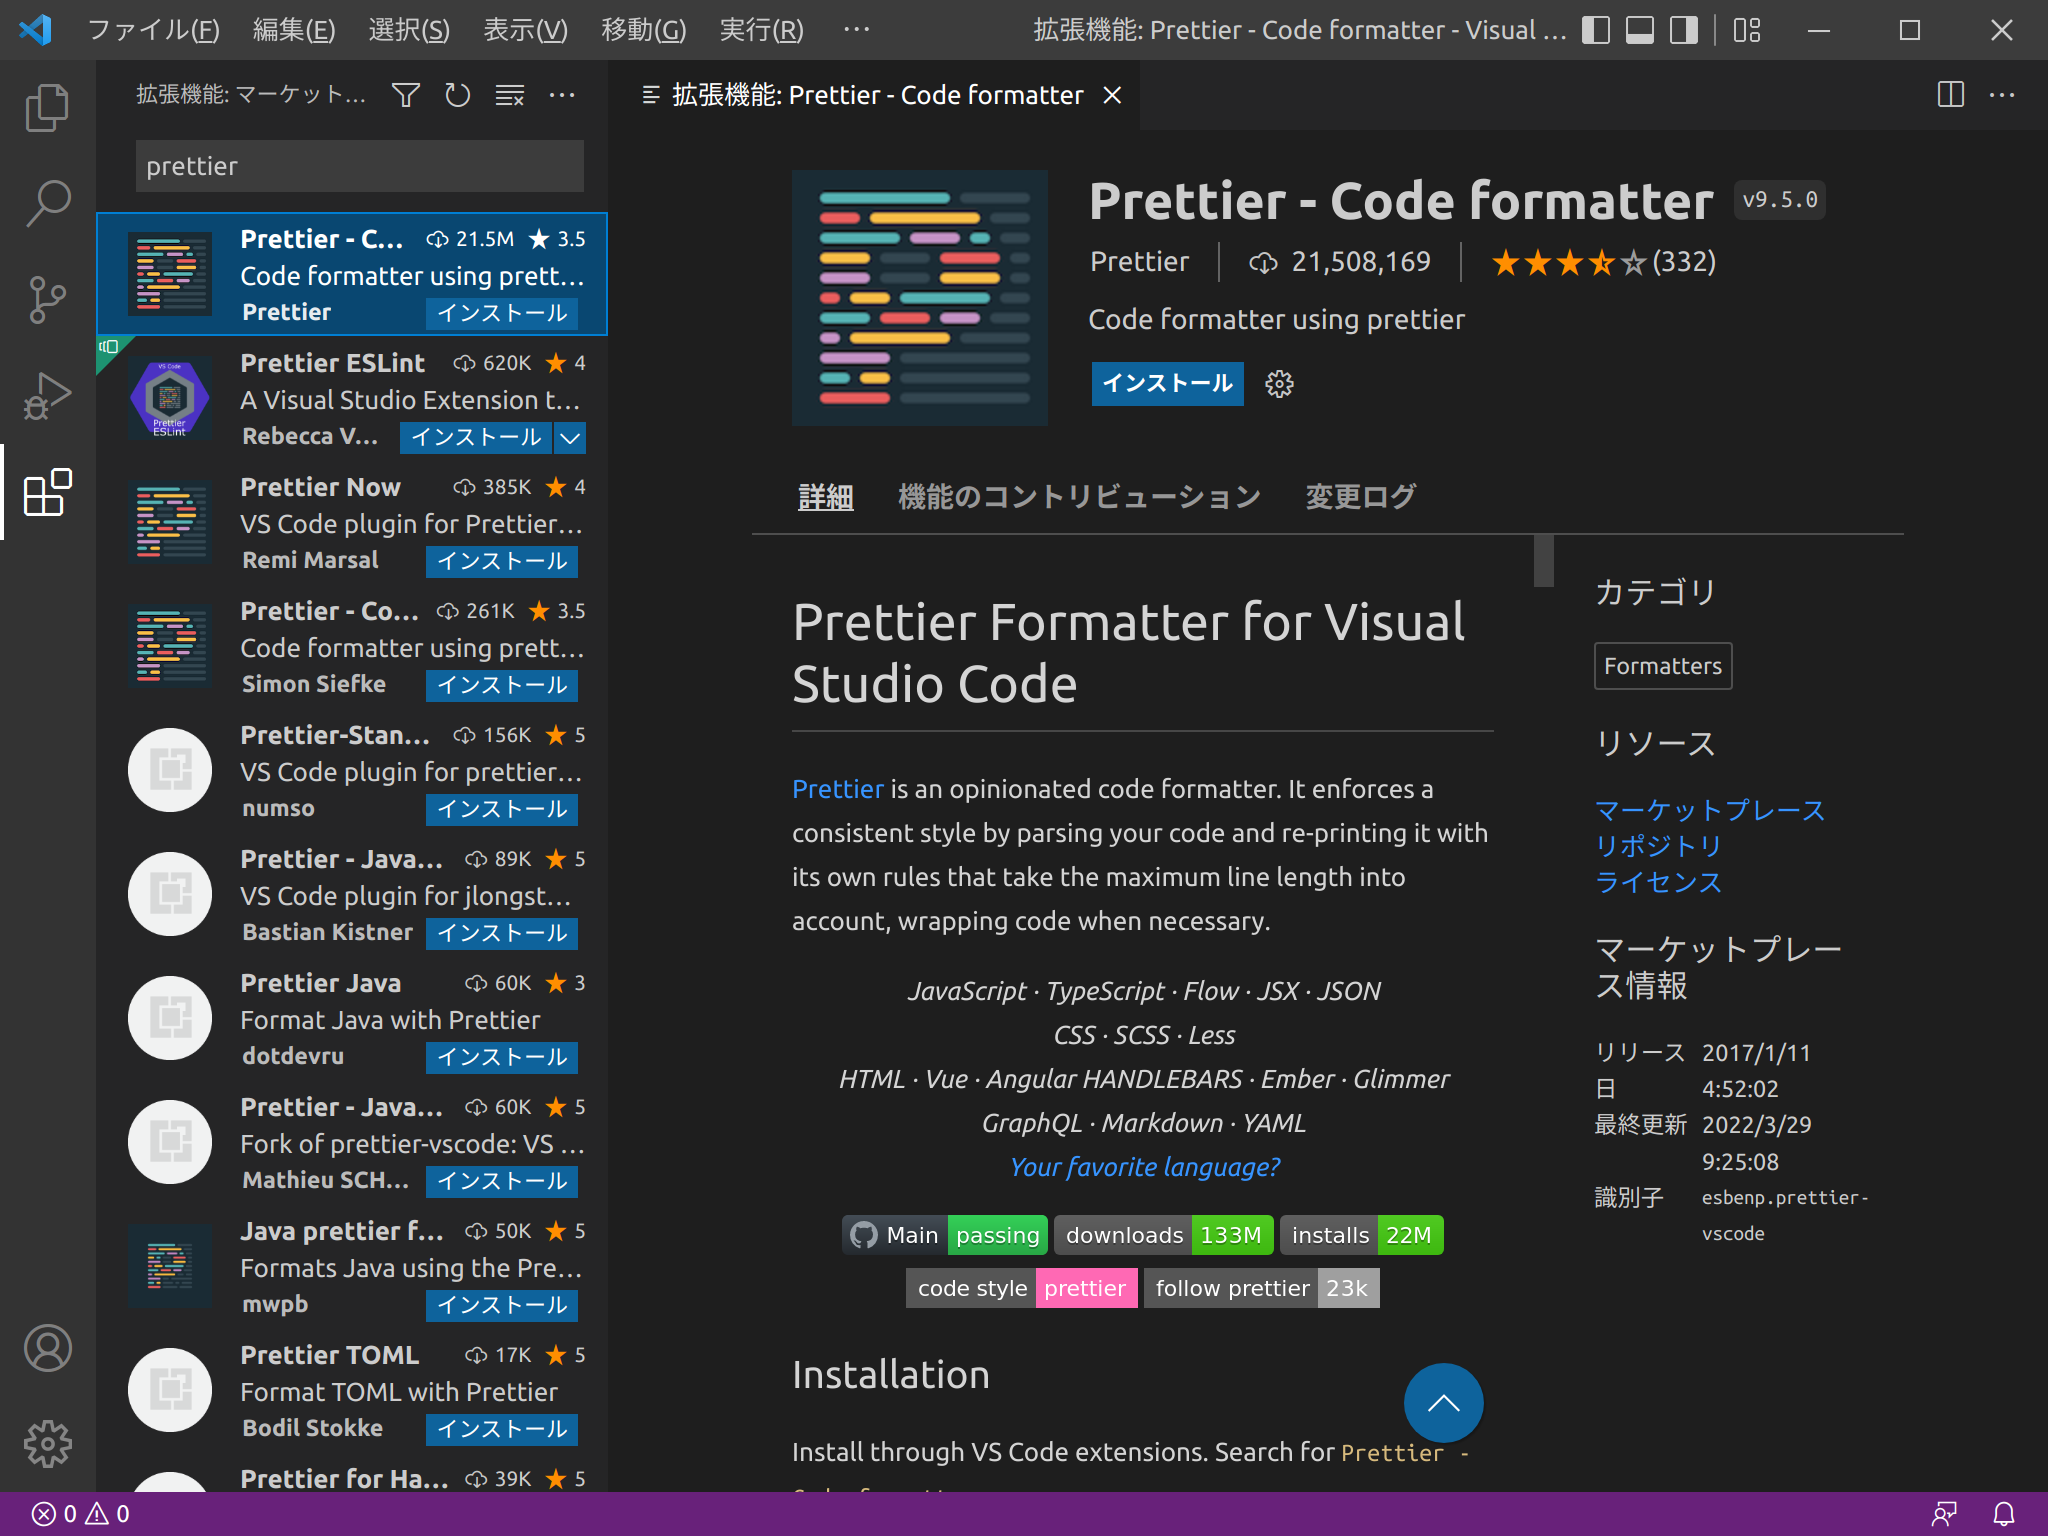 ファイル(F) 編集(E) 選択(S) 表示(V) 移動(G) 実行(R) ··· 拡張機能: Prettier - Code formatter - Visual ...
拡張機能: マーケット...
prettier
Prettier - C... 21.5M ★ 3.5
Code formatter using prett...
Prettier インストール
VS Code
Prettier
ESLint
Prettier ESLint 620K ★ 4
A Visual Studio Extension t...
Rebecca V... インストール
Prettier Now 385K ★ 4
VS Code plugin for Prettier...
Remi Marsal インストール
Prettier - Co... 261K ★ 3.5
Code formatter using prett...
Simon Siefke インストール
Prettier-Stan... 156K ★ 5
VS Code plugin for prettier...
numso インストール
Prettier - Java... 89K ★ 5
VS Code plugin for jlongst...
Bastian Kistner インストール
Prettier Java 60K ★ 3
Format Java with Prettier
dotdevru インストール
Prettier - Java... 60K ★ 5
Fork of prettier-vscode: VS ...
Mathieu SCH... インストール
Java prettier f... 50K ★ 5
Formats Java using the Pre...
mwpb インストール
Prettier TOML 17K ★ 5
Format TOML with Prettier
Bodil Stokke インストール
Prettier for Ha... 39K ★ 5
拡張機能: Prettier - Code formatter
Prettier - Code formatter v9.5.0
Prettier 21,508,169 (332)
Code formatter using prettier
インストール
詳細 機能のコントリビューション 変更ログ
Prettier Formatter for Visual
Studio Code
Prettier is an opinionated code formatter. It enforces a
consistent style by parsing your code and re-printing it with
its own rules that take the maximum line length into
account, wrapping code when necessary.
JavaScript · TypeScript · Flow · JSX · JSON
CSS · SCSS · Less
HTML · Vue · Angular HANDLEBARS · Ember · Glimmer
GraphQL · Markdown · YAML
Your favorite language?
Main passing downloads 133M installs 22M
code style prettier follow prettier 23k
Installation
Install through VS Code extensions. Search for Prettier -
カテゴリ
Formatters
リソース
マーケットプレース
リポジトリ
ライセンス
マーケットプレー
ス情報
リリース 2017/1/11
日 4:52:02
最終更新 2022/3/29
9:25:08
識別子 esbenp.prettier-
vscode
0 0